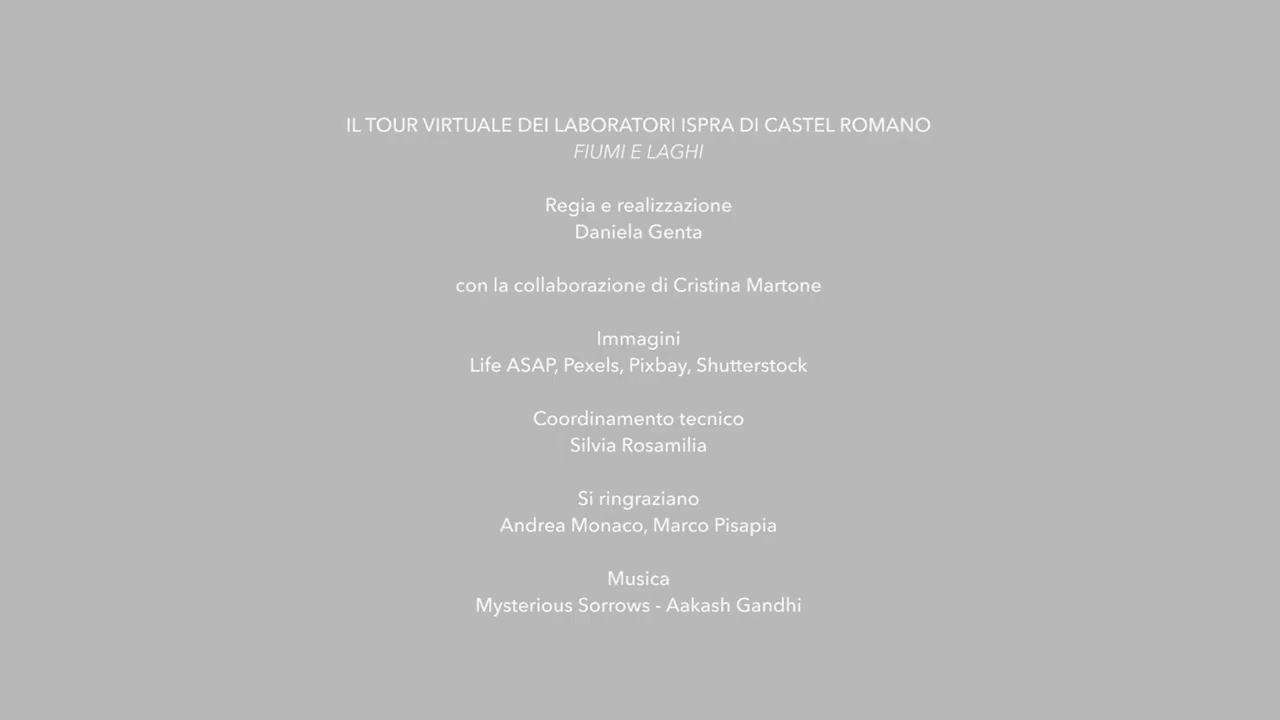 IL TOUR VIRTUALE DEI LABORATORI ISPRA DI CASTEL ROMANO
FIUMI E LAGHI
Regia e realizzazione
Daniela Genta
con la collaborazione di Cristina Martone
Immagini
Life ASAP, Pexels, Pixbay, Shutterstock
Coordinamento tecnico
Silvia Rosamilia
Si ringraziano
Andrea Monaco, Marco Pisapia
Musica
Mysterious Sorrows - Aakash Gandhi